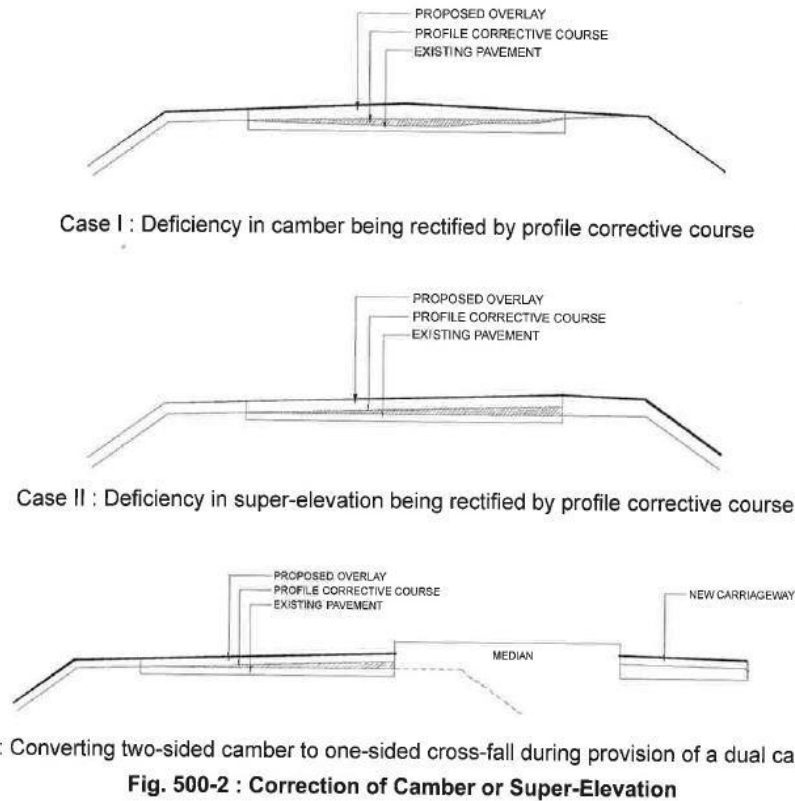 PROPOSED OVERLAY
PROFILE CORRECTIVE COURSE
EXISTING PAVEMENT
Case I : Deficiency in camber being rectified by profile corrective course
PROPOSED OVERLAY
PROFILE CORRECTIVE COURSE
EXISTING PAVEMENT
Case II : Deficiency in super-elevation being rectified by profile corrective course
PROPOSED OVERLAY
PROFILE CORRECTIVE COURSE
EXISTING PAVEMENT
NEW CARRIAGEWAY
MEDIAN
: Converting two-sided camber to one-sided cross-fall during provision of a dual ca
Fig. 500-2 : Correction of Camber or Super-Elevation